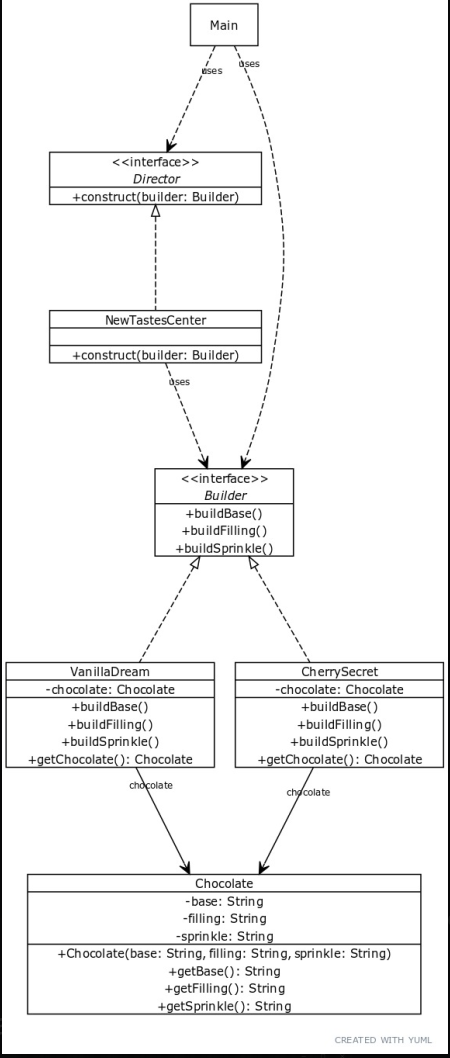 Main
uses
uses
<<interface>>
Director
+construct(builder: Builder)
NewTastesCenter
+construct(builder: Builder)
uses
<<interface>>
Builder
+buildBase()
+buildFilling()
+buildSprinkle()
VanillaDream
-chocolate: Chocolate
+buildBase()
+buildFilling()
+buildSprinkle()
+getChocolate(): Chocolate
CherrySecret
-chocolate: Chocolate
+buildBase()
+buildFilling()
+buildSprinkle()
+getChocolate(): Chocolate
chocolate
chocolate
Chocolate
-base: String
-filling: String
-sprinkle: String
+Chocolate(base: String, filling: String, sprinkle: String)
+getBase(): String
+getFilling(): String
+getSprinkle(): String
CREATED WITH YUML